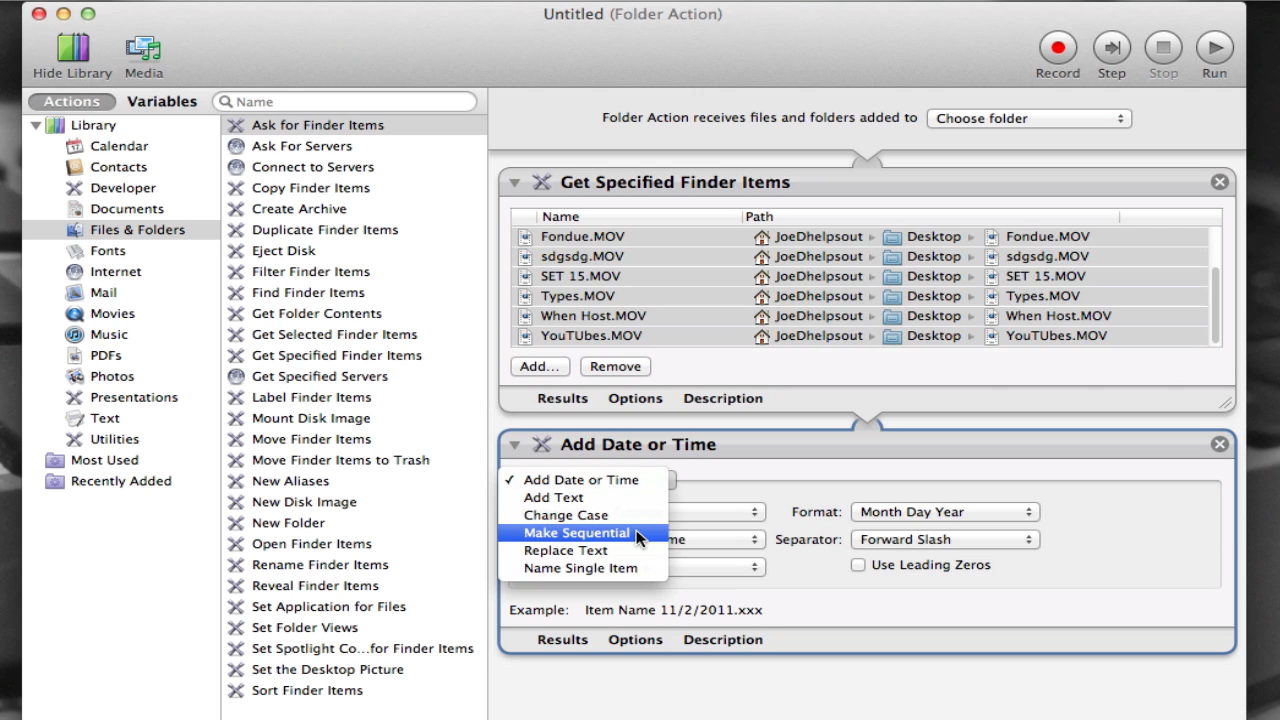 Untitled (Folder Action)
Hide Library Media
Record Step Stop Run
Actions Variables Name
Library
Calendar
Contacts
Developer
Documents
Files & Folders
Fonts
Internet
Mail
Movies
Music
PDFs
Photos
Presentations
Text
Utilities
Most Used
Recently Added
Ask for Finder Items
Ask For Servers
Connect to Servers
Copy Finder Items
Create Archive
Duplicate Finder Items
Eject Disk
Filter Finder Items
Find Finder Items
Get Folder Contents
Get Selected Finder Items
Get Specified Finder Items
Get Specified Servers
Label Finder Items
Mount Disk Image
Move Finder Items
Move Finder Items to Trash
New Aliases
New Disk Image
New Folder
Open Finder Items
Rename Finder Items
Reveal Finder Items
Set Application for Files
Set Folder Views
Set Spotlight Co...for Finder Items
Set the Desktop Picture
Sort Finder Items
Folder Action receives files and folders added to Choose folder
Get Specified Finder Items
Name Path
Fondue.MOV JoeDhelpsout Desktop Fondue.MOV
sdgsdg.MOV JoeDhelpsout Desktop sdgsdg.MOV
SET 15.MOV JoeDhelpsout Desktop SET 15.MOV
Types.MOV JoeDhelpsout Desktop Types.MOV
When Host.MOV JoeDhelpsout Desktop When Host.MOV
YouTUbes.MOV JoeDhelpsout Desktop YouTUbes.MOV
Add... Remove
Results Options Description
Add Date or Time
✓ Add Date or Time
Add Text
Change Case
Make Sequential
Replace Text
Name Single Item
me
Format: Month Day Year
Separator: Forward Slash
Use Leading Zeros
Example: Item Name 11/2/2011.xxx
Results Options Description